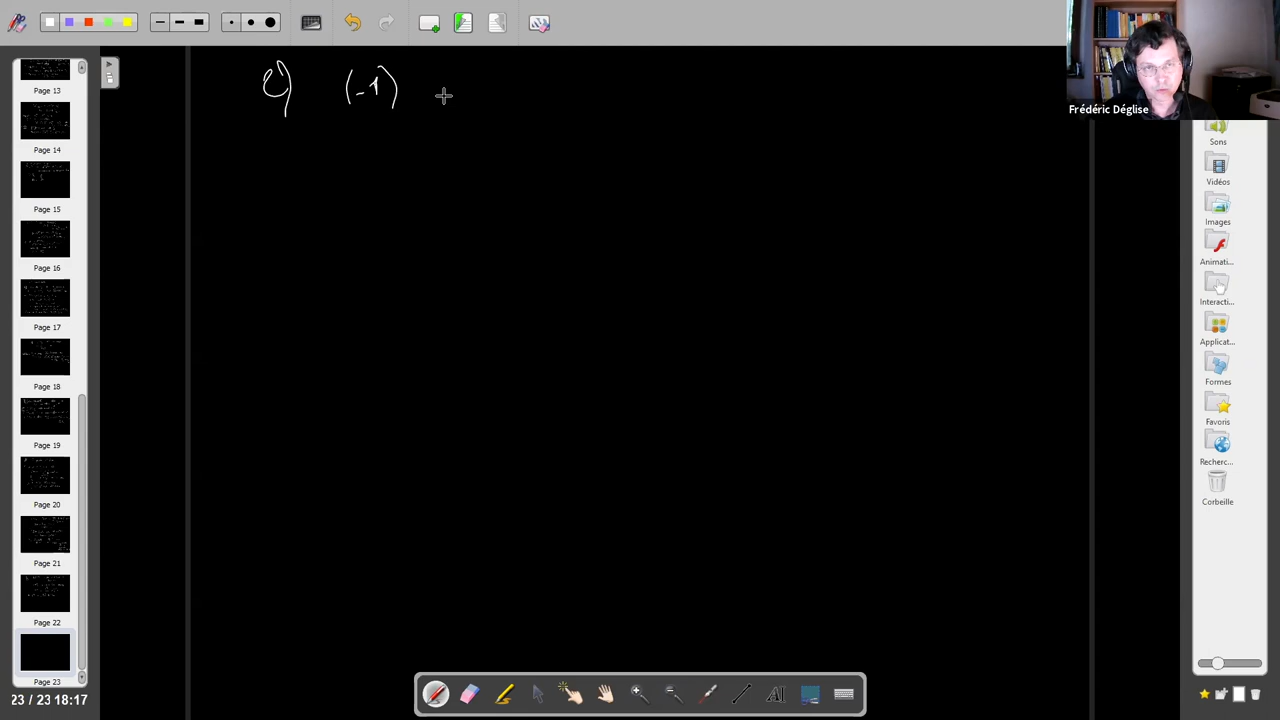 e') (-1)
Frédéric Déglise
Page 13
Page 14
Page 15
Page 16
Page 17
Page 18
Page 19
Page 20
Page 21
Page 22
Page 23
23 / 23 18:17
Sons
Vidéos
Images
Animati...
Interacti...
Applicat...
Formes
Favoris
Recherc...
Corbeille
AI